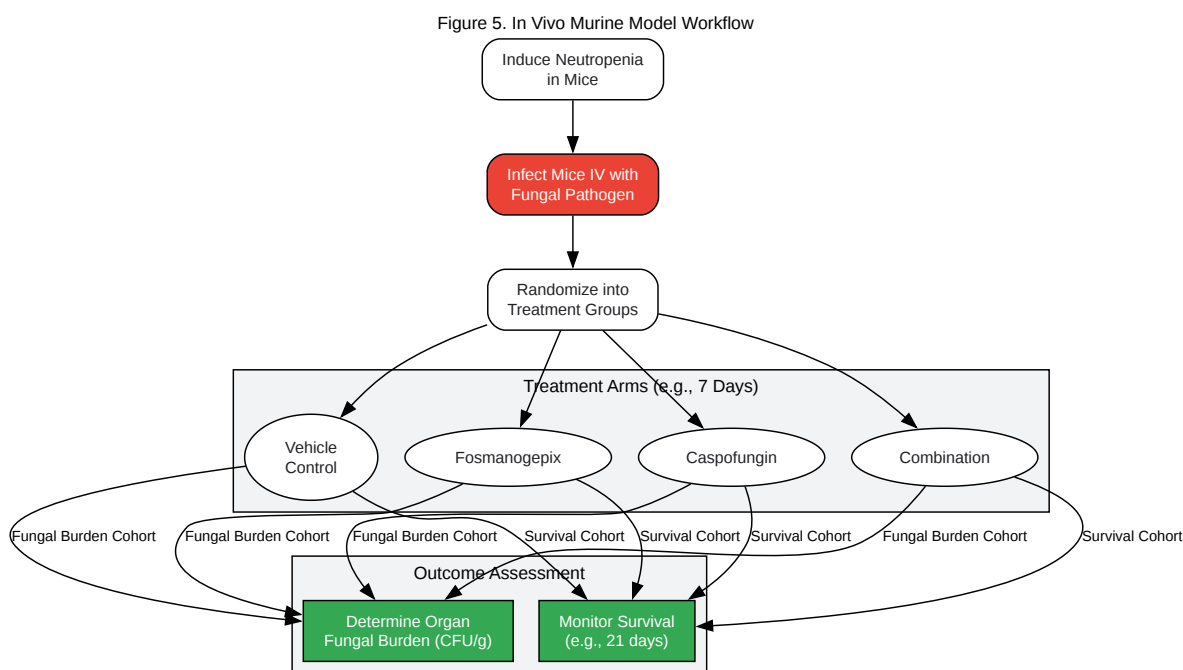 Figure 5. In Vivo Murine Model Workflow
Induce Neutropenia
in Mice
Infect Mice IV with
Fungal Pathogen
Randomize into
Treatment Groups
Treatment Arms (e.g., 7 Days)
Vehicle
Control
Fosmanogepix
Caspofungin
Combination
Fungal Burden Cohort
Fungal Burden Cohort
Fungal Burden Cohort
Survival Cohort
Survival Cohort
Survival Cohort
Fungal Burden Cohort
Survival Cohort
Outcome Assessment
Determine Organ
Fungal Burden (CFU/g)
Monitor Survival
(e.g., 21 days)